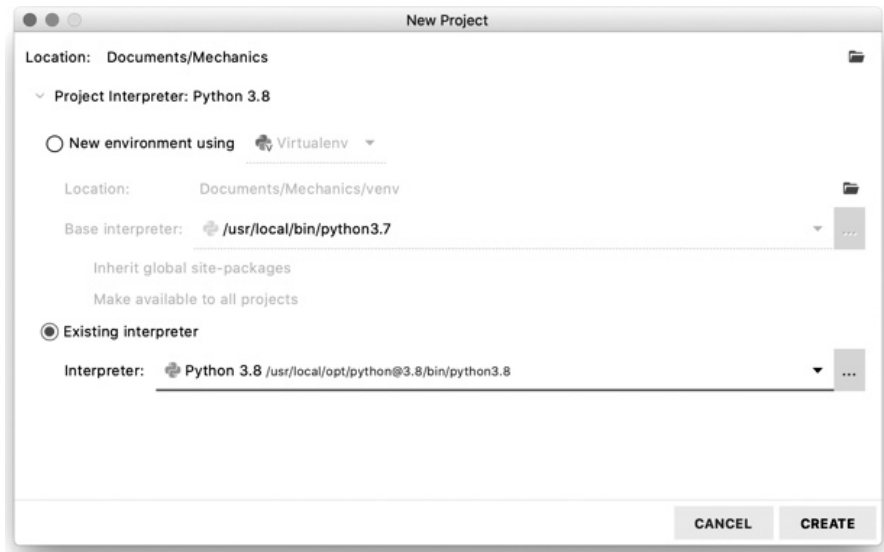 New Project
Location: Documents/Mechanics
Project Interpreter: Python 3.8
New environment using Virtualenv
Location: Documents/Mechanics/venv
Base interpreter: /usr/local/bin/python3.7 ...
Inherit global site-packages
Make available to all projects
Existing interpreter
Interpreter: Python 3.8 /usr/local/opt/python@3.8/bin/python3.8 ...
CANCEL CREATE